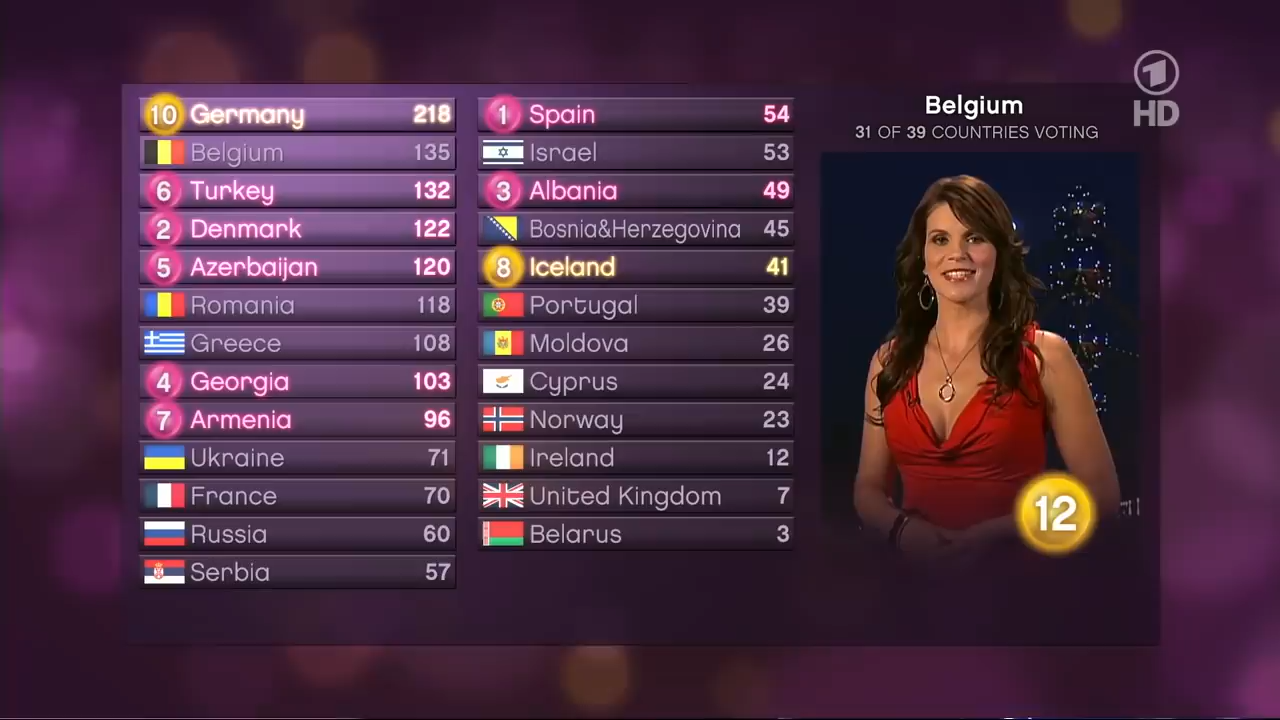 10 Germany 218
Belgium 135
6 Turkey 132
2 Denmark 122
5 Azerbaijan 120
Romania 118
Greece 108
4 Georgia 103
7 Armenia 96
Ukraine 71
France 70
Russia 60
Serbia 57
1 Spain 54
Israel 53
3 Albania 49
Bosnia&Herzegovina 45
8 Iceland 41
Portugal 39
Moldova 26
Cyprus 24
Norway 23
Ireland 12
United Kingdom 7
Belarus 3
Belgium
31 OF 39 COUNTRIES VOTING
12
1
HD